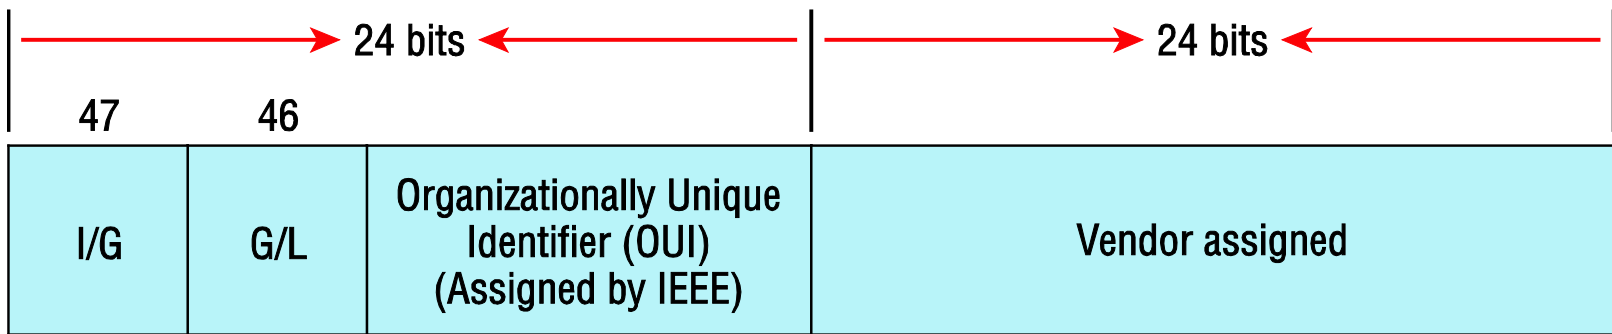 24 bits
24 bits
47
46
I/G
G/L
Organizationally Unique
Identifier (OUI)
(Assigned by IEEE)
Vendor assigned